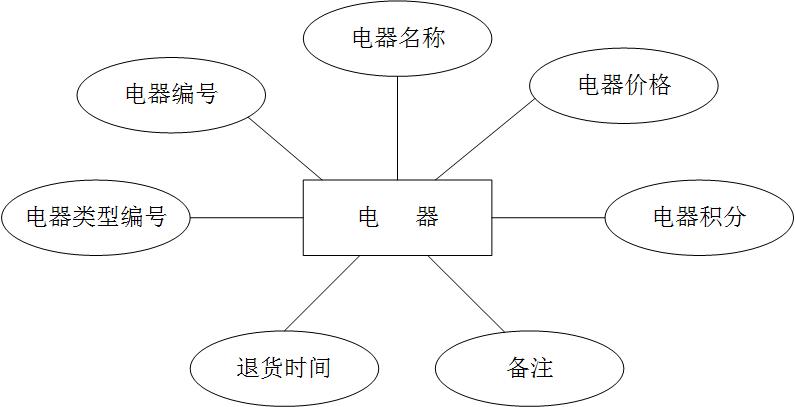 电器名称
电器编号
电器价格
电器类型编号
电 器
电器积分
退货时间
备注